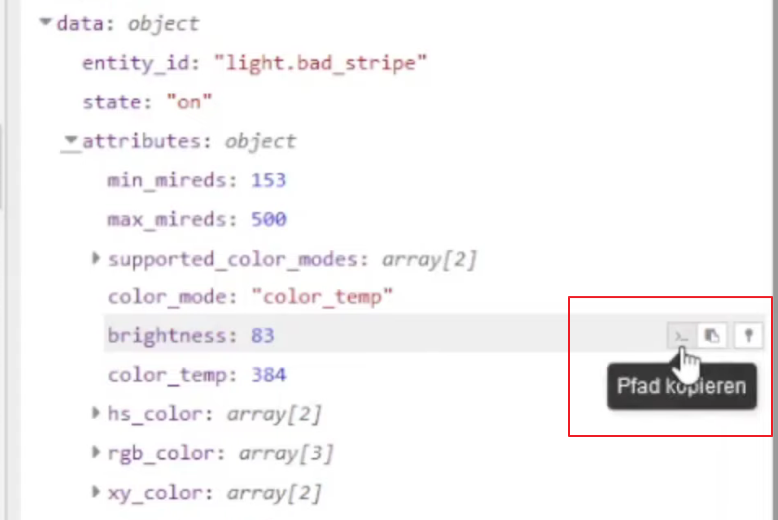 data: object
entity_id: "light.bad_stripe"
state: "on"
attributes: object
min_mireds: 153
max_mireds: 500
supported_color_modes: array[2]
color_mode: "color_temp"
brightness: 83
color_temp: 384
Pfad kopieren
hs_color: array[2]
rgb_color: array[3]
xy_color: array[2]